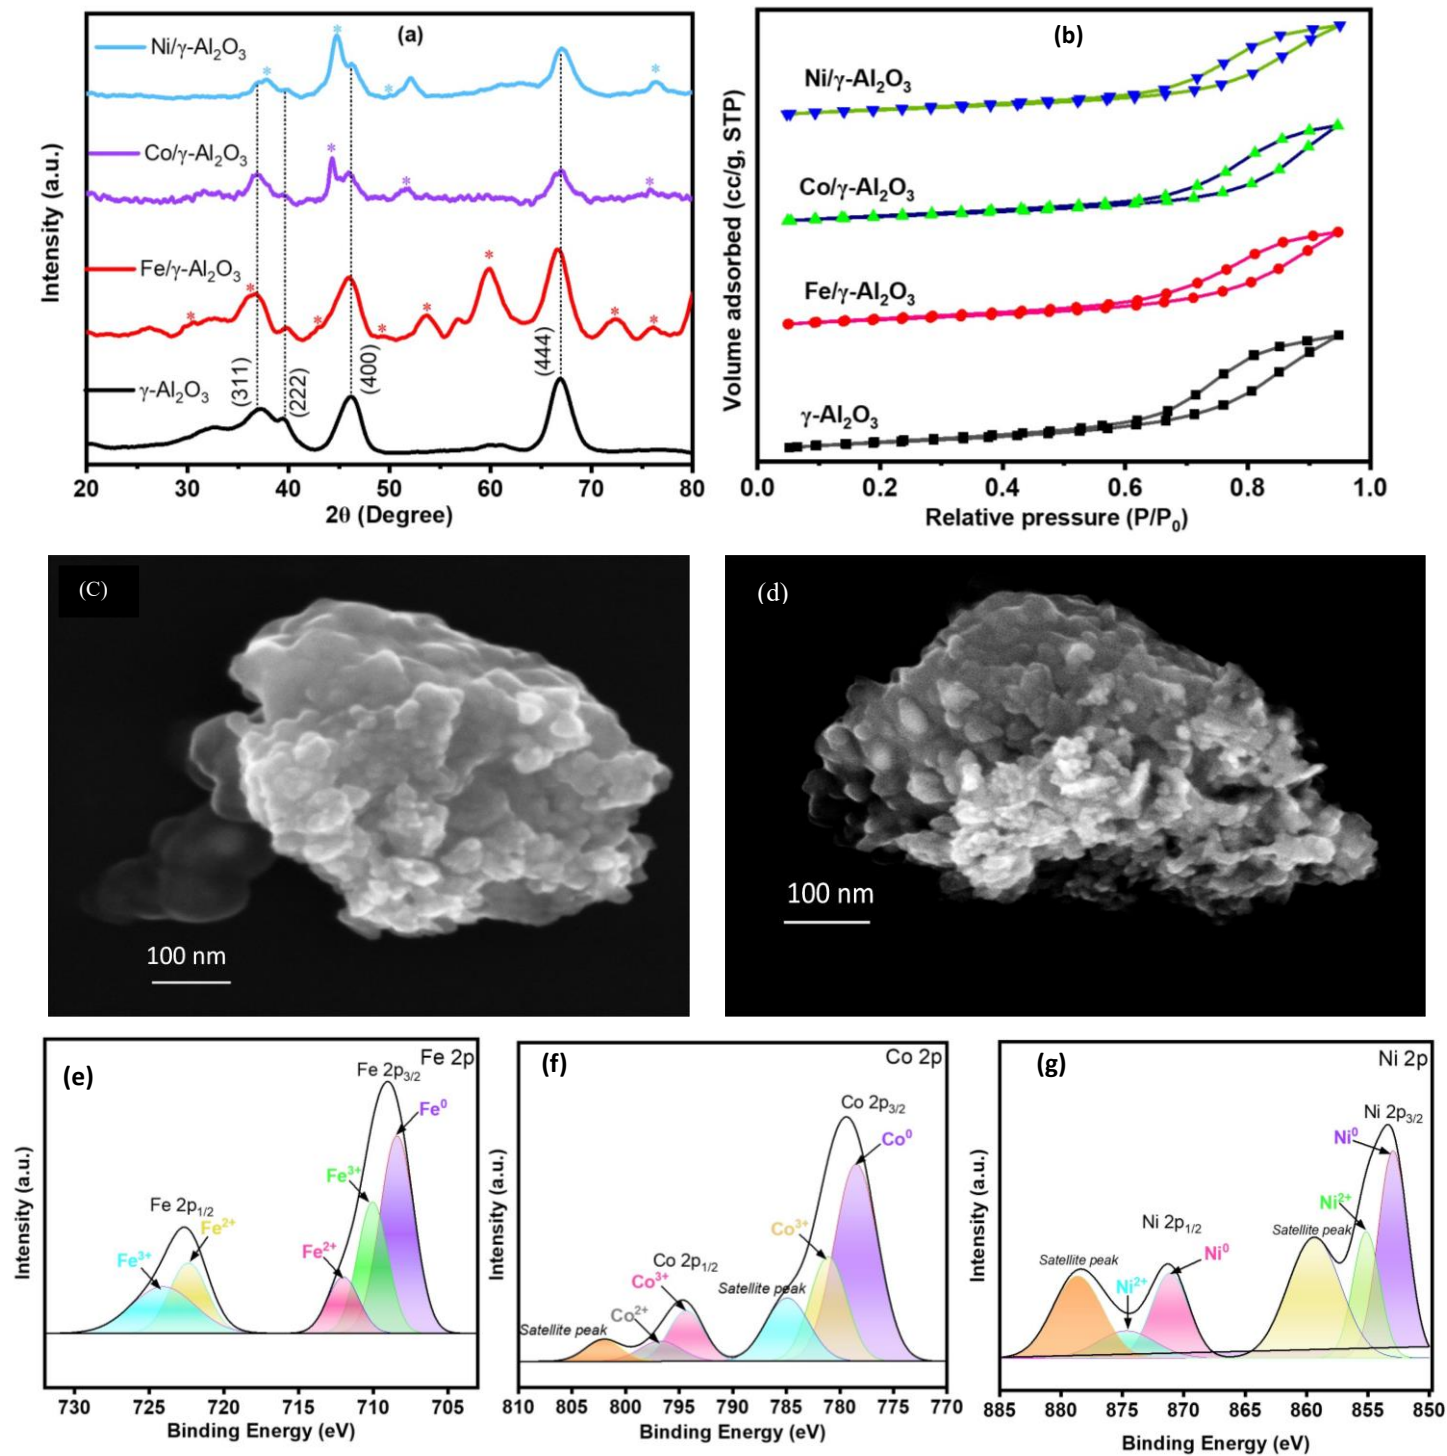 (a)
Ni/γ-Al₂O₃
Co/γ-Al₂O₃
Fe/γ-Al₂O₃
γ-Al₂O₃
(311)
(222)
(400)
(444)
* * * * *
* * *
* * * * * * * *
Intensity (a.u.)
20 30 40 50 60 70 80
2θ (Degree)
(b)
Ni/γ-Al₂O₃
Co/γ-Al₂O₃
Fe/γ-Al₂O₃
γ-Al₂O₃
Volume adsorbed (cc/g, STP)
0.0 0.2 0.4 0.6 0.8 1.0
Relative pressure (P/P₀)
(C)
100 nm
(d)
100 nm
(e)
Fe 2p
Fe 2p₃/₂
Fe⁰
Fe³⁺
Fe 2p₁/₂
Fe²⁺
Fe³⁺
Fe²⁺
Intensity (a.u.)
730 725 720 715 710 705
Binding Energy (eV)
(f)
Co 2p
Co 2p₃/₂
Co⁰
Co³⁺
Co 2p₁/₂
Co³⁺
Satellite peak
Co²⁺
Satellite peak
Intensity (a.u.)
810 805 800 795 790 785 780 775 770
Binding Energy (eV)
(g)
Ni 2p
Ni 2p₃/₂
Ni⁰
Ni²⁺
Ni 2p₁/₂
Satellite peak
Satellite peak
Ni⁰
Ni²⁺
Intensity (a.u.)
885 880 875 870 865 860 855 850
Binding Energy (eV)